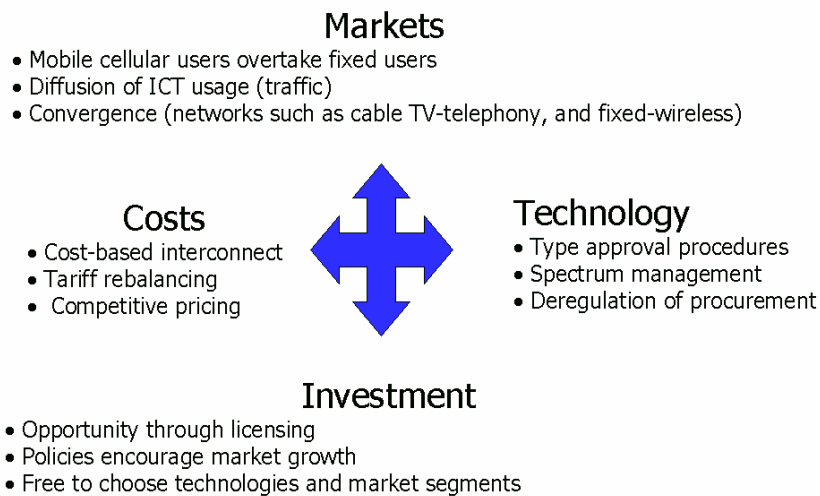 Markets
• Mobile cellular users overtake fixed users
• Diffusion of ICT usage (traffic)
• Convergence (networks such as cable TV-telephony, and fixed-wireless)
Costs
• Cost-based interconnect
• Tariff rebalancing
• Competitive pricing
Technology
• Type approval procedures
• Spectrum management
• Deregulation of procurement
Investment
• Opportunity through licensing
• Policies encourage market growth
• Free to choose technologies and market segments